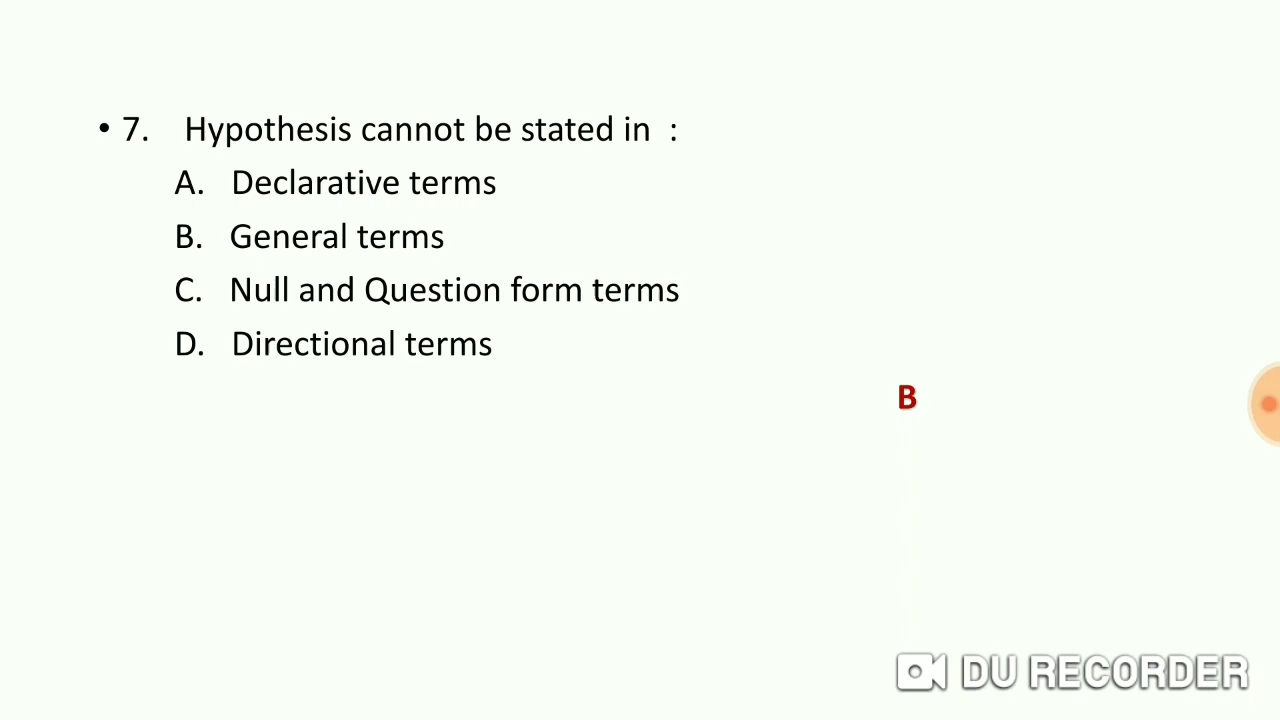 • 7. Hypothesis cannot be stated in :
A. Declarative terms
B. General terms
C. Null and Question form terms
D. Directional terms
B
DU RECORDER